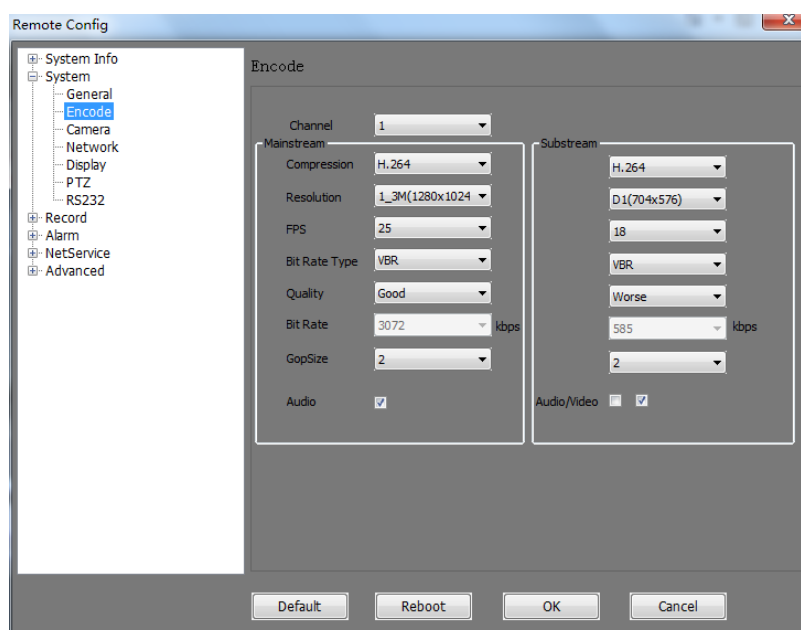 Remote Config
System Info
System
General
Encode
Camera
Network
Display
PTZ
RS232
Record
Alarm
NetService
Advanced
Encode
Channel 1
Mainstream
Compression H.264
Resolution 1_3M(1280x1024
FPS 25
Bit Rate Type VBR
Quality Good
Bit Rate 3072 kbps
GopSize 2
Audio
Substream
H.264
D1(704x576)
18
VBR
Worse
585 kbps
2
Audio/Video
Default Reboot OK Cancel